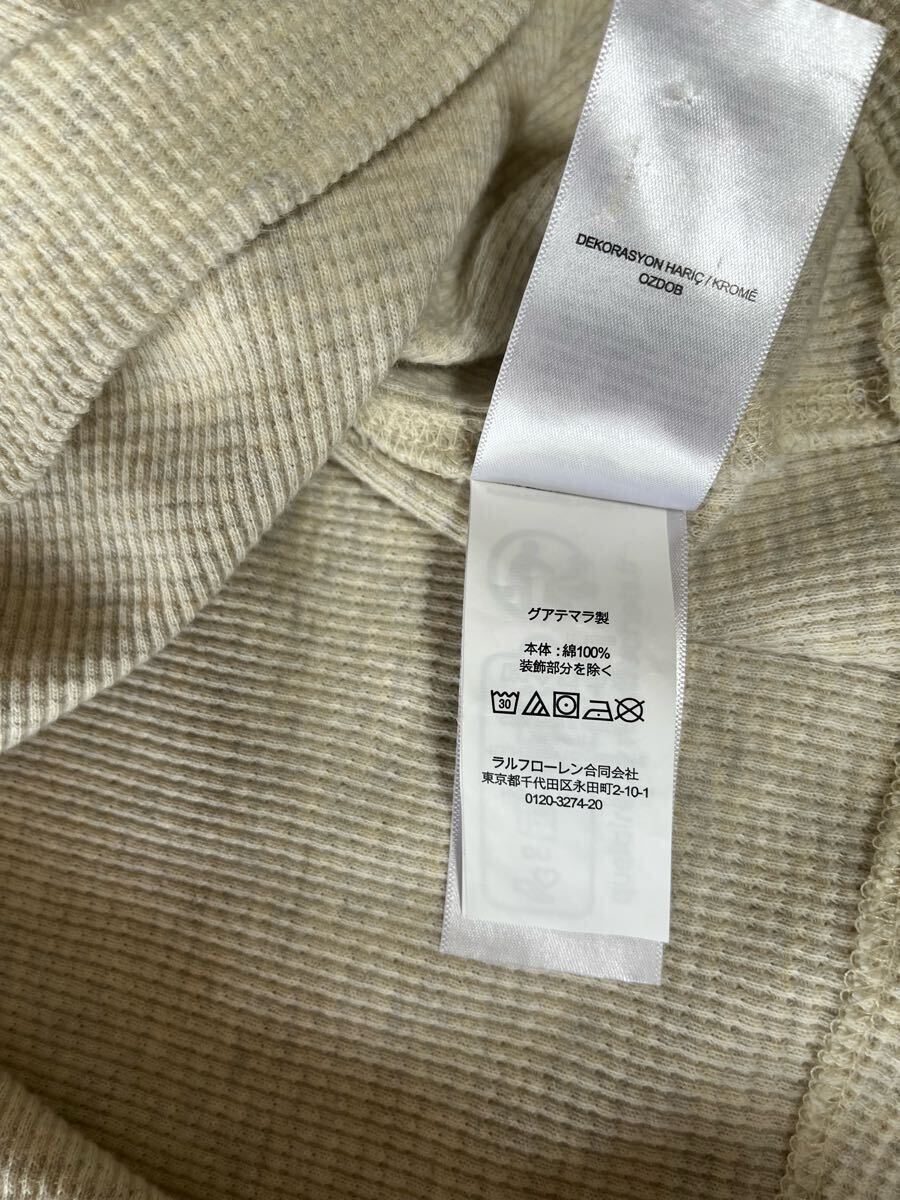 DEKORASYON HARİÇ / KROMĚ
OZDOB
グアテマラ製
本体 : 綿100%
装飾部分を除く
30
ラルフローレン合同会社
東京都千代田区永田町2-10-1
0120-3274-20